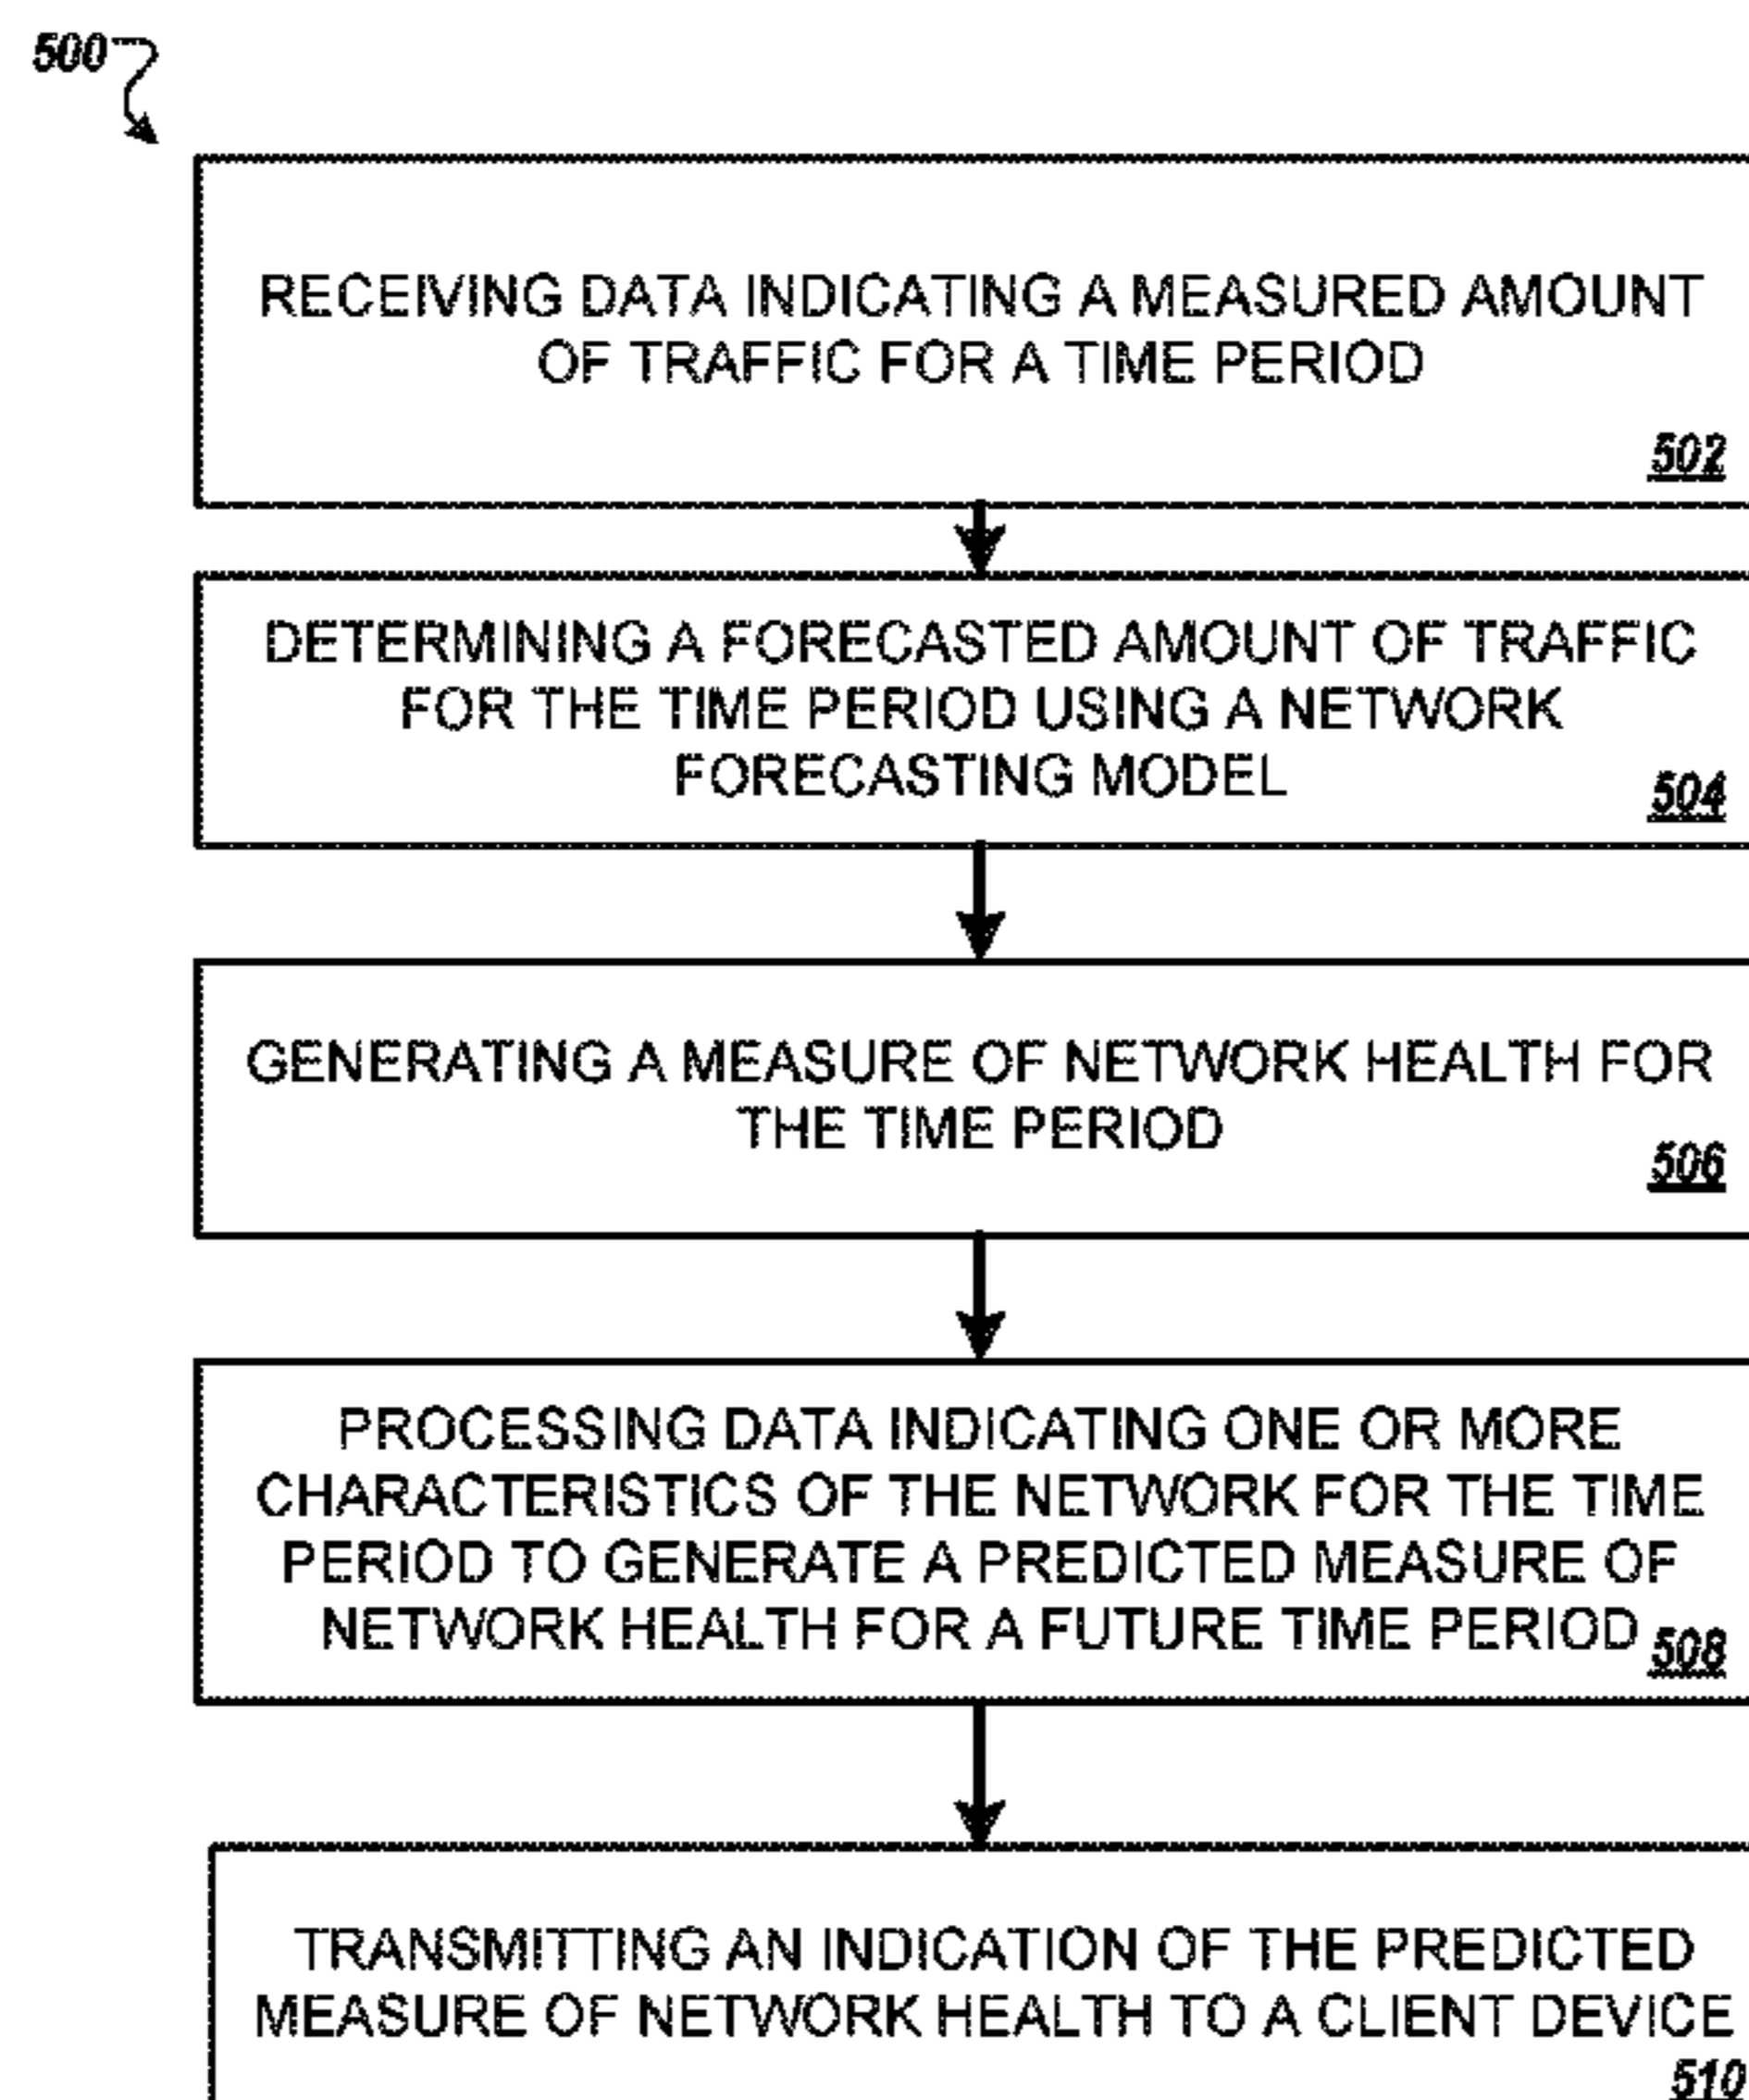 500
RECEIVING DATA INDICATING A MEASURED AMOUNT
OF TRAFFIC FOR A TIME PERIOD
502
DETERMINING A FORECASTED AMOUNT OF TRAFFIC
FOR THE TIME PERIOD USING A NETWORK
FORECASTING MODEL
504
GENERATING A MEASURE OF NETWORK HEALTH FOR
THE TIME PERIOD
506
PROCESSING DATA INDICATING ONE OR MORE
CHARACTERISTICS OF THE NETWORK FOR THE TIME
PERIOD TO GENERATE A PREDICTED MEASURE OF
NETWORK HEALTH FOR A FUTURE TIME PERIOD
508
TRANSMITTING AN INDICATION OF THE PREDICTED
MEASURE OF NETWORK HEALTH TO A CLIENT DEVICE
510